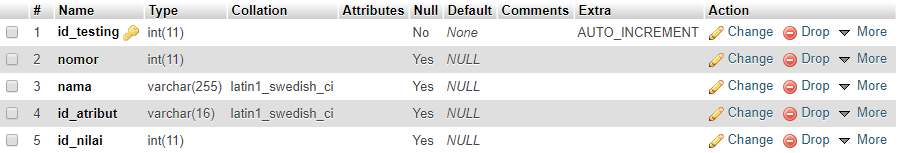 # Name Type Collation Attributes Null Default Comments Extra Action
1 id_testing int(11) No None AUTO_INCREMENT Change Drop More
2 nomor int(11) Yes NULL Change Drop More
3 nama varchar(255) latin1_swedish_ci Yes NULL Change Drop More
4 id_atribut varchar(16) latin1_swedish_ci Yes NULL Change Drop More
5 id_nilai int(11) Yes NULL Change Drop More